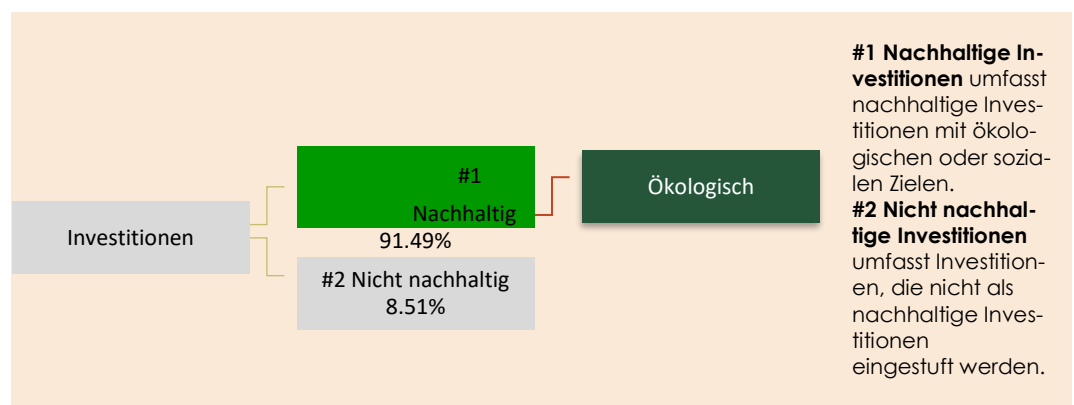 Investitionen
#1
Nachhaltig
91.49%
#2 Nicht nachhaltig
8.51%
Ökologisch
#1 Nachhaltige In-
vestitionen umfasst
nachhaltige Inves-
titionen mit ökolo-
gischen oder sozia-
len Zielen.
#2 Nicht nachhal-
tige Investitionen
umfasst Investition-
en, die nicht als
nachhaltige Inves-
titionen
eingestuft werden.